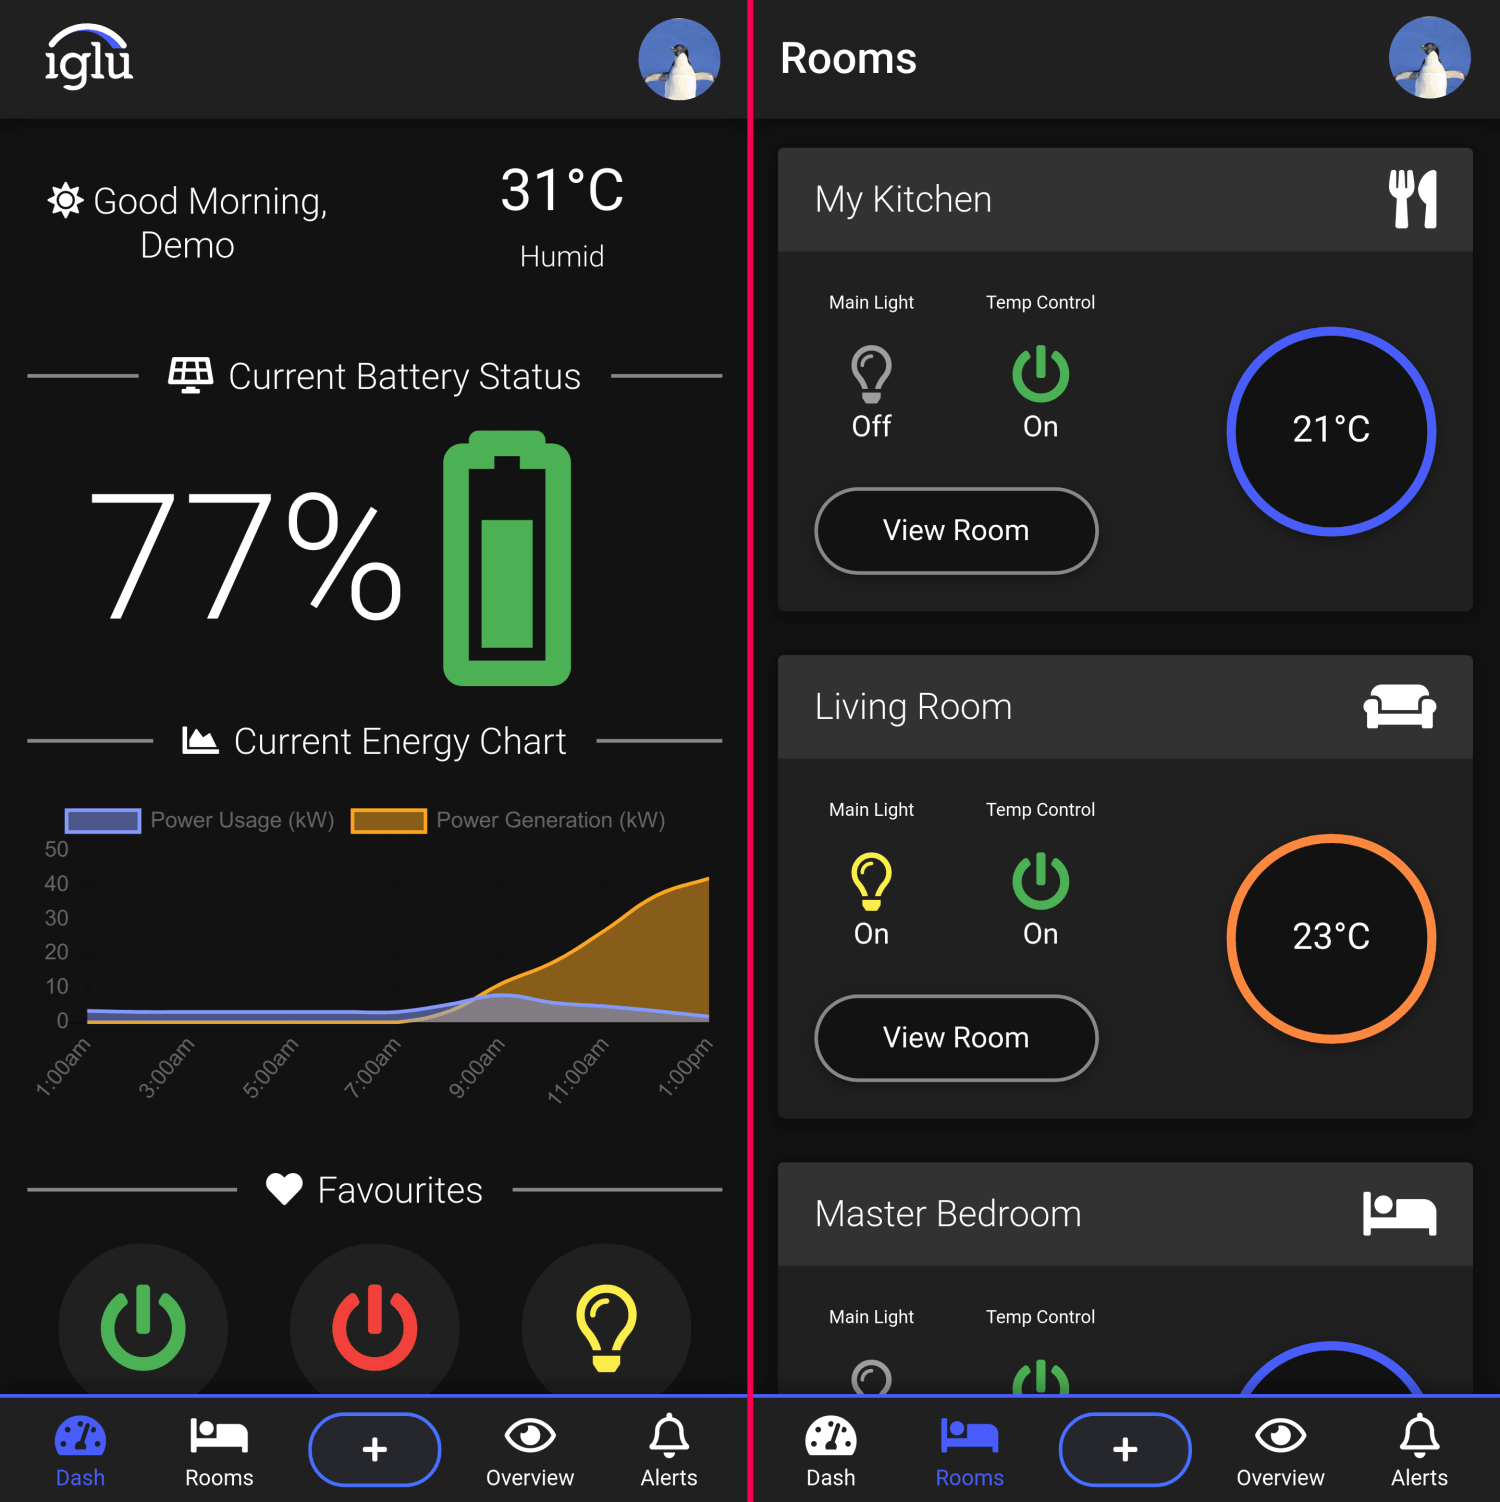 iglu
Good Morning,
Demo
31°C
Humid
Current Battery Status
77%
Current Energy Chart
Power Usage (kW) Power Generation (kW)
50
40
30
20
10
0
1:00am 3:00am 5:00am 7:00am 9:00am 11:00am 1:00pm
Favourites
Dash Rooms + Overview Alerts
Rooms
My Kitchen
Main Light Temp Control
Off On
21°C
View Room
Living Room
Main Light Temp Control
On On
23°C
View Room
Master Bedroom
Main Light Temp Control
Dash Rooms + Overview Alerts